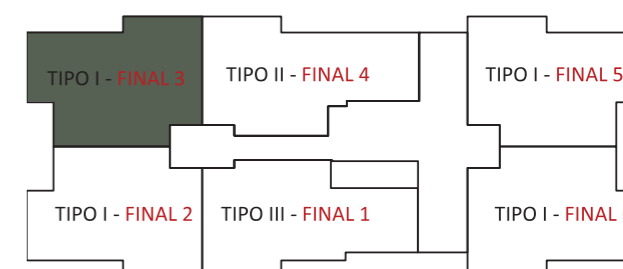 TIPO I - FINAL 3
TIPO II - FINAL 4
TIPO I - FINAL 5
TIPO I - FINAL 2
TIPO III - FINAL 1
TIPO I - FINAL